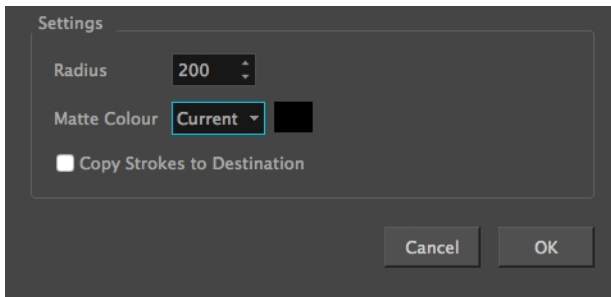 Settings
Radius 200
Matte Colour Current
Copy Strokes to Destination
Cancel OK